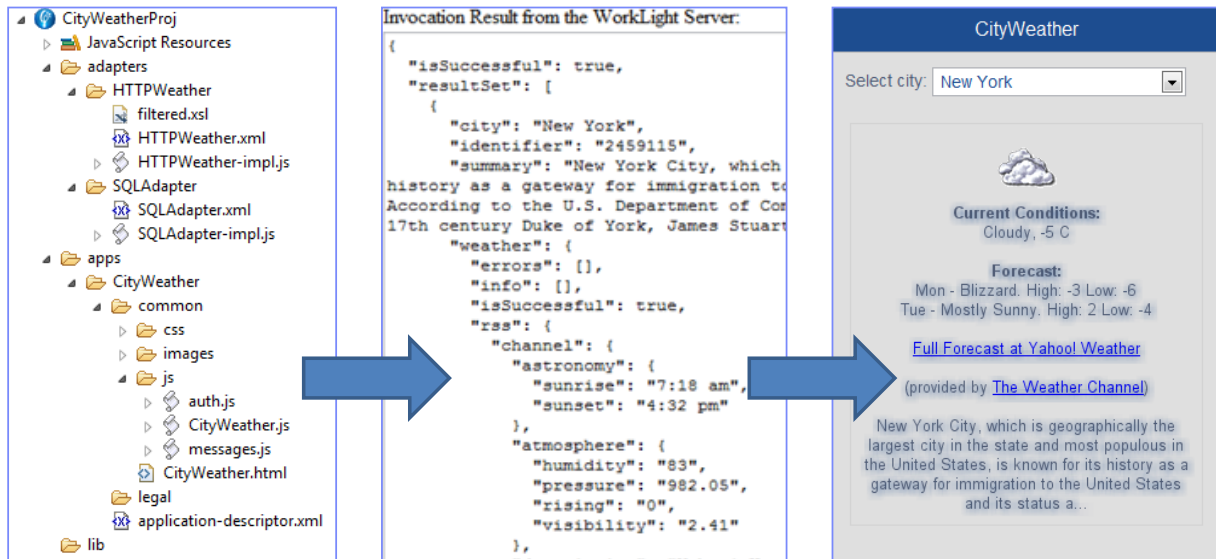 CityWeatherProj
JavaScript Resources
adapters
HTTPWeather
filtered.xsl
HTTPWeather.xml
HTTPWeather-impl.js
SQLAdapter
SQLAdapter.xml
SQLAdapter-impl.js
apps
CityWeather
common
css
images
js
auth.js
CityWeather.js
messages.js
CityWeather.html
legal
application-descriptor.xml
lib
Invocation Result from the WorkLight Server:
{
"isSuccessful": true,
"resultSet": [
{
"city": "New York",
"identifier": "2459115",
"summary": "New York City, which
history as a gateway for immigration to
According to the U.S. Department of Com
17th century Duke of York, James Stuart
"weather": {
"errors": [],
"info": [],
"isSuccessful": true,
"rss": {
"channel": {
"astronomy": {
"sunrise": "7:18 am",
"sunset": "4:32 pm"
},
"atmosphere": {
"humidity": "83",
"pressure": "982.05",
"rising": "0",
"visibility": "2.41"
},
CityWeather
Select city: New York
Current Conditions:
Cloudy, -5 C
Forecast:
Mon - Blizzard. High: -3 Low: -6
Tue - Mostly Sunny. High: 2 Low: -4
Full Forecast at Yahoo! Weather
(provided by The Weather Channel)
New York City, which is geographically the
largest city in the state and most populous in
the United States, is known for its history as a
gateway for immigration to the United States
and its status a...